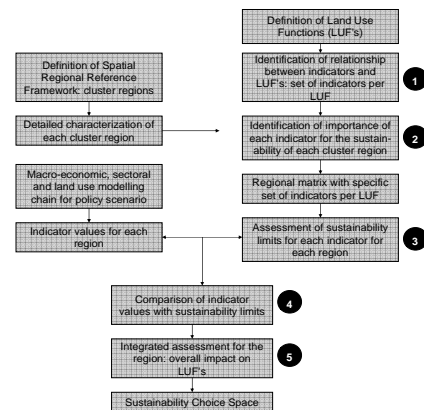 Definition of Land Use
Functions (LUF's)
Identification of relationship
between indicators and
LUF's: set of indicators per
LUF
1
Definition of Spatial
Regional Reference
Framework: cluster regions
Detailed characterization of
each cluster region
Identification of importance of
each indicator for the sustain-
ability of each cluster region
2
Macro-economic, sectoral
and land use modelling
chain for policy scenario
Regional matrix with specific
set of indicators per LUF
Indicator values for each
region
Assessment of sustainability
limits for each indicator for
each region
3
Comparison of indicator
values with sustainability limits
4
Integrated assessment for the
region: overall impact on
LUF's
5
Sustainability Choice Space